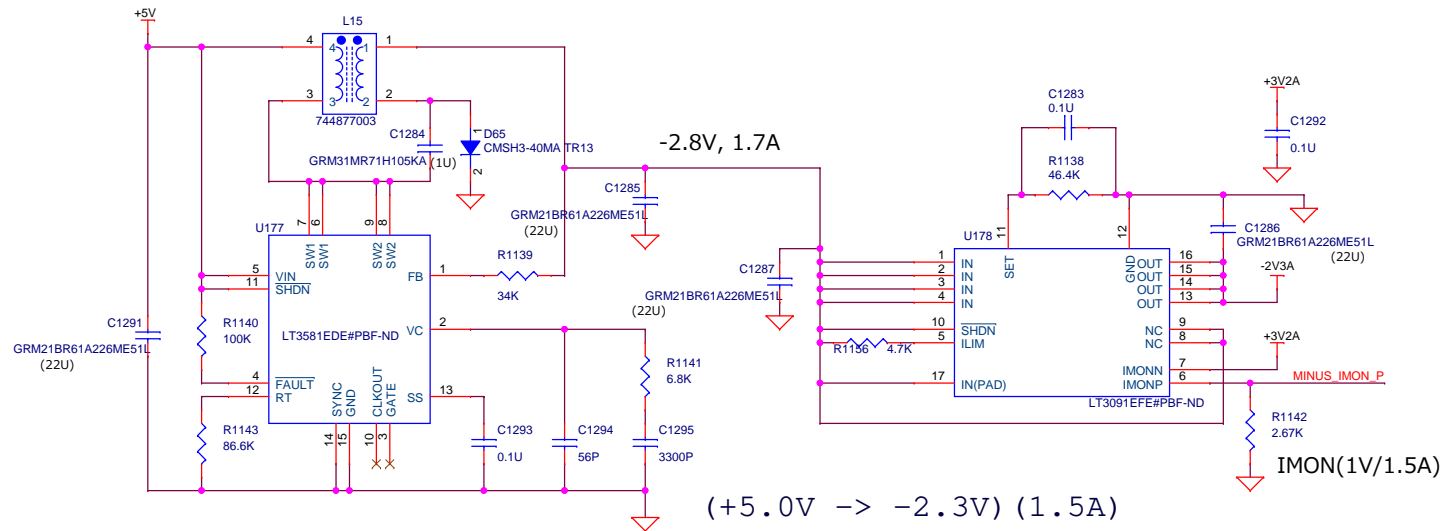 +5V
L15
4
1
4
1
3
2
3
2
744877003
C1284
GRM31MR71H105KA
(1U)
1
D65
CMSH3-40MA TR13
2
-2.8V, 1.7A
C1285
GRM21BR61A226ME51L
(22U)
C1283
0.1U
R1138
46.4K
+3V2A
C1292
0.1U
7
6
9
8
U177
SW1
SW1
SW2
SW2
5
VIN
11
SHDN
FB
1
R1139
34K
LT3581EDE#PBF-ND
VC
2
R1140
100K
C1291
GRM21BR61A226ME51L
(22U)
4
FAULT
12
RT
R1143
86.6K
SYNC
GND
CLKOUT
GATE
SS
13
14
15
10
3
R1141
6.8K
C1293
0.1U
C1294
56P
C1295
3300P
C1287
GRM21BR61A226ME51L
(22U)
11
12
U178
SET
GND
1
IN
2
IN
3
IN
4
IN
OUT
16
OUT
15
OUT
14
OUT
13
C1286
GRM21BR61A226ME51L
(22U)
-2V3A
10
SHDN
5
ILIM
R1156
4.7K
NC
9
NC
8
+3V2A
IMONN
7
17
IN(PAD)
IMONP
6
MINUS_IMON_P
LT3091EFE#PBF-ND
R1142
2.67K
IMON(1V/1.5A)
(+5.0V -> -2.3V)(1.5A)